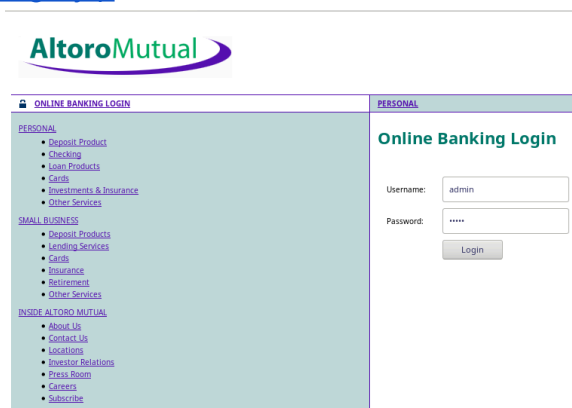 AltoroMutual
ONLINE BANKING LOGIN
PERSONAL
PERSONAL
Deposit Product
Checking
Loan Products
Cards
Investments & Insurance
Other Services
SMALL BUSINESS
Deposit Products
Lending Services
Cards
Insurance
Retirement
Other Services
INSIDE ALTORO MUTUAL
About Us
Contact Us
Locations
Investor Relations
Press Room
Careers
Subscribe
Online Banking Login
Username: admin
Password: •••••
Login